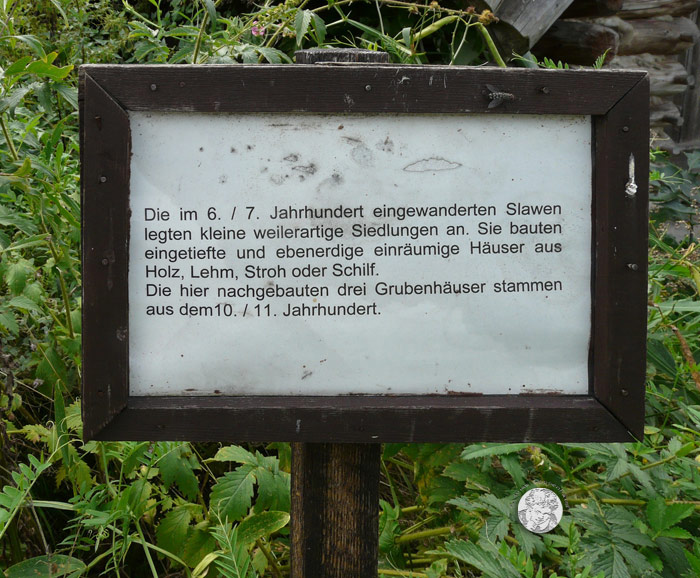 Die im 6. / 7. Jahrhundert eingewanderten Slawen
legten kleine weilerartige Siedlungen an. Sie bauten
eingetiefte und ebenerdige einräumige Häuser aus
Holz, Lehm, Stroh oder Schilf.
Die hier nachgebauten drei Grubenhäuser stammen
aus dem10. / 11. Jahrhundert.